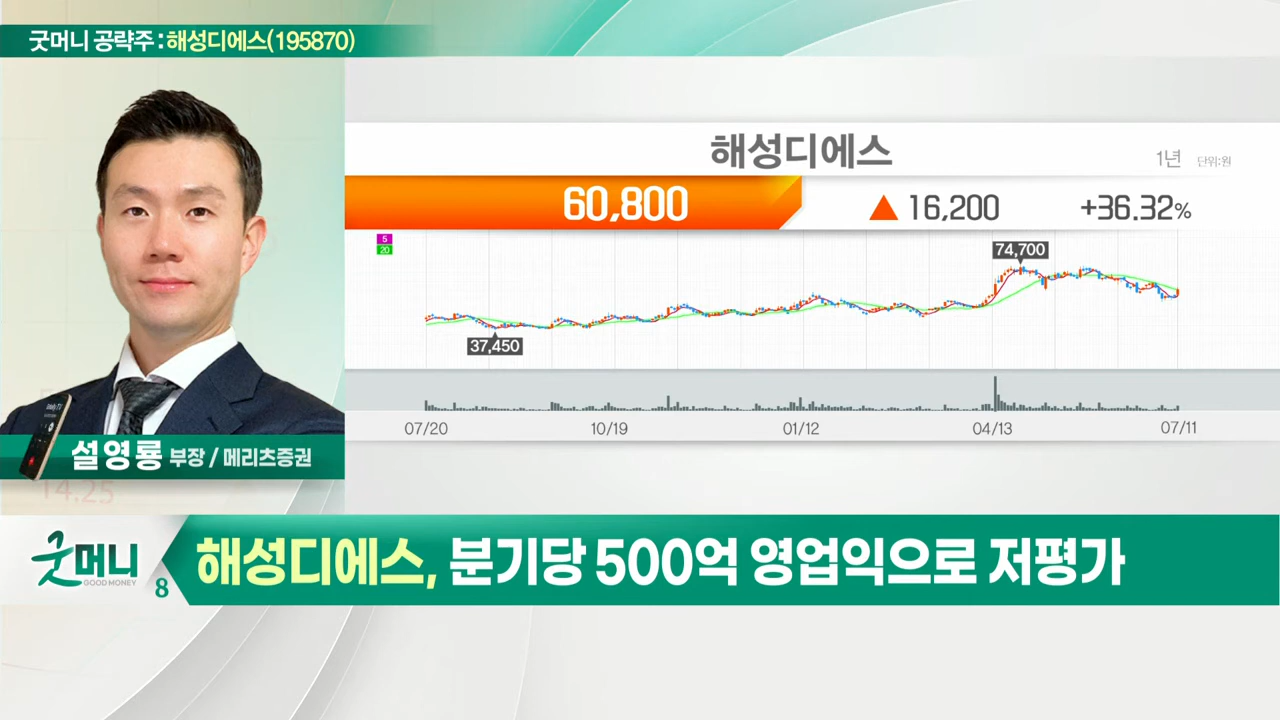 굿머니 공략주 : 해성디에스(195870)
해성디에스
1년 단위:원
60,800 ▲ 16,200 +36.32%
5
20
74,700
37,450
07/20 10/19 01/12 04/13 07/11
설영룡 부장 / 메리츠증권
14.25
굿머니
GOOD MONEY
8
해성디에스, 분기당 500억 영업익으로 저평가